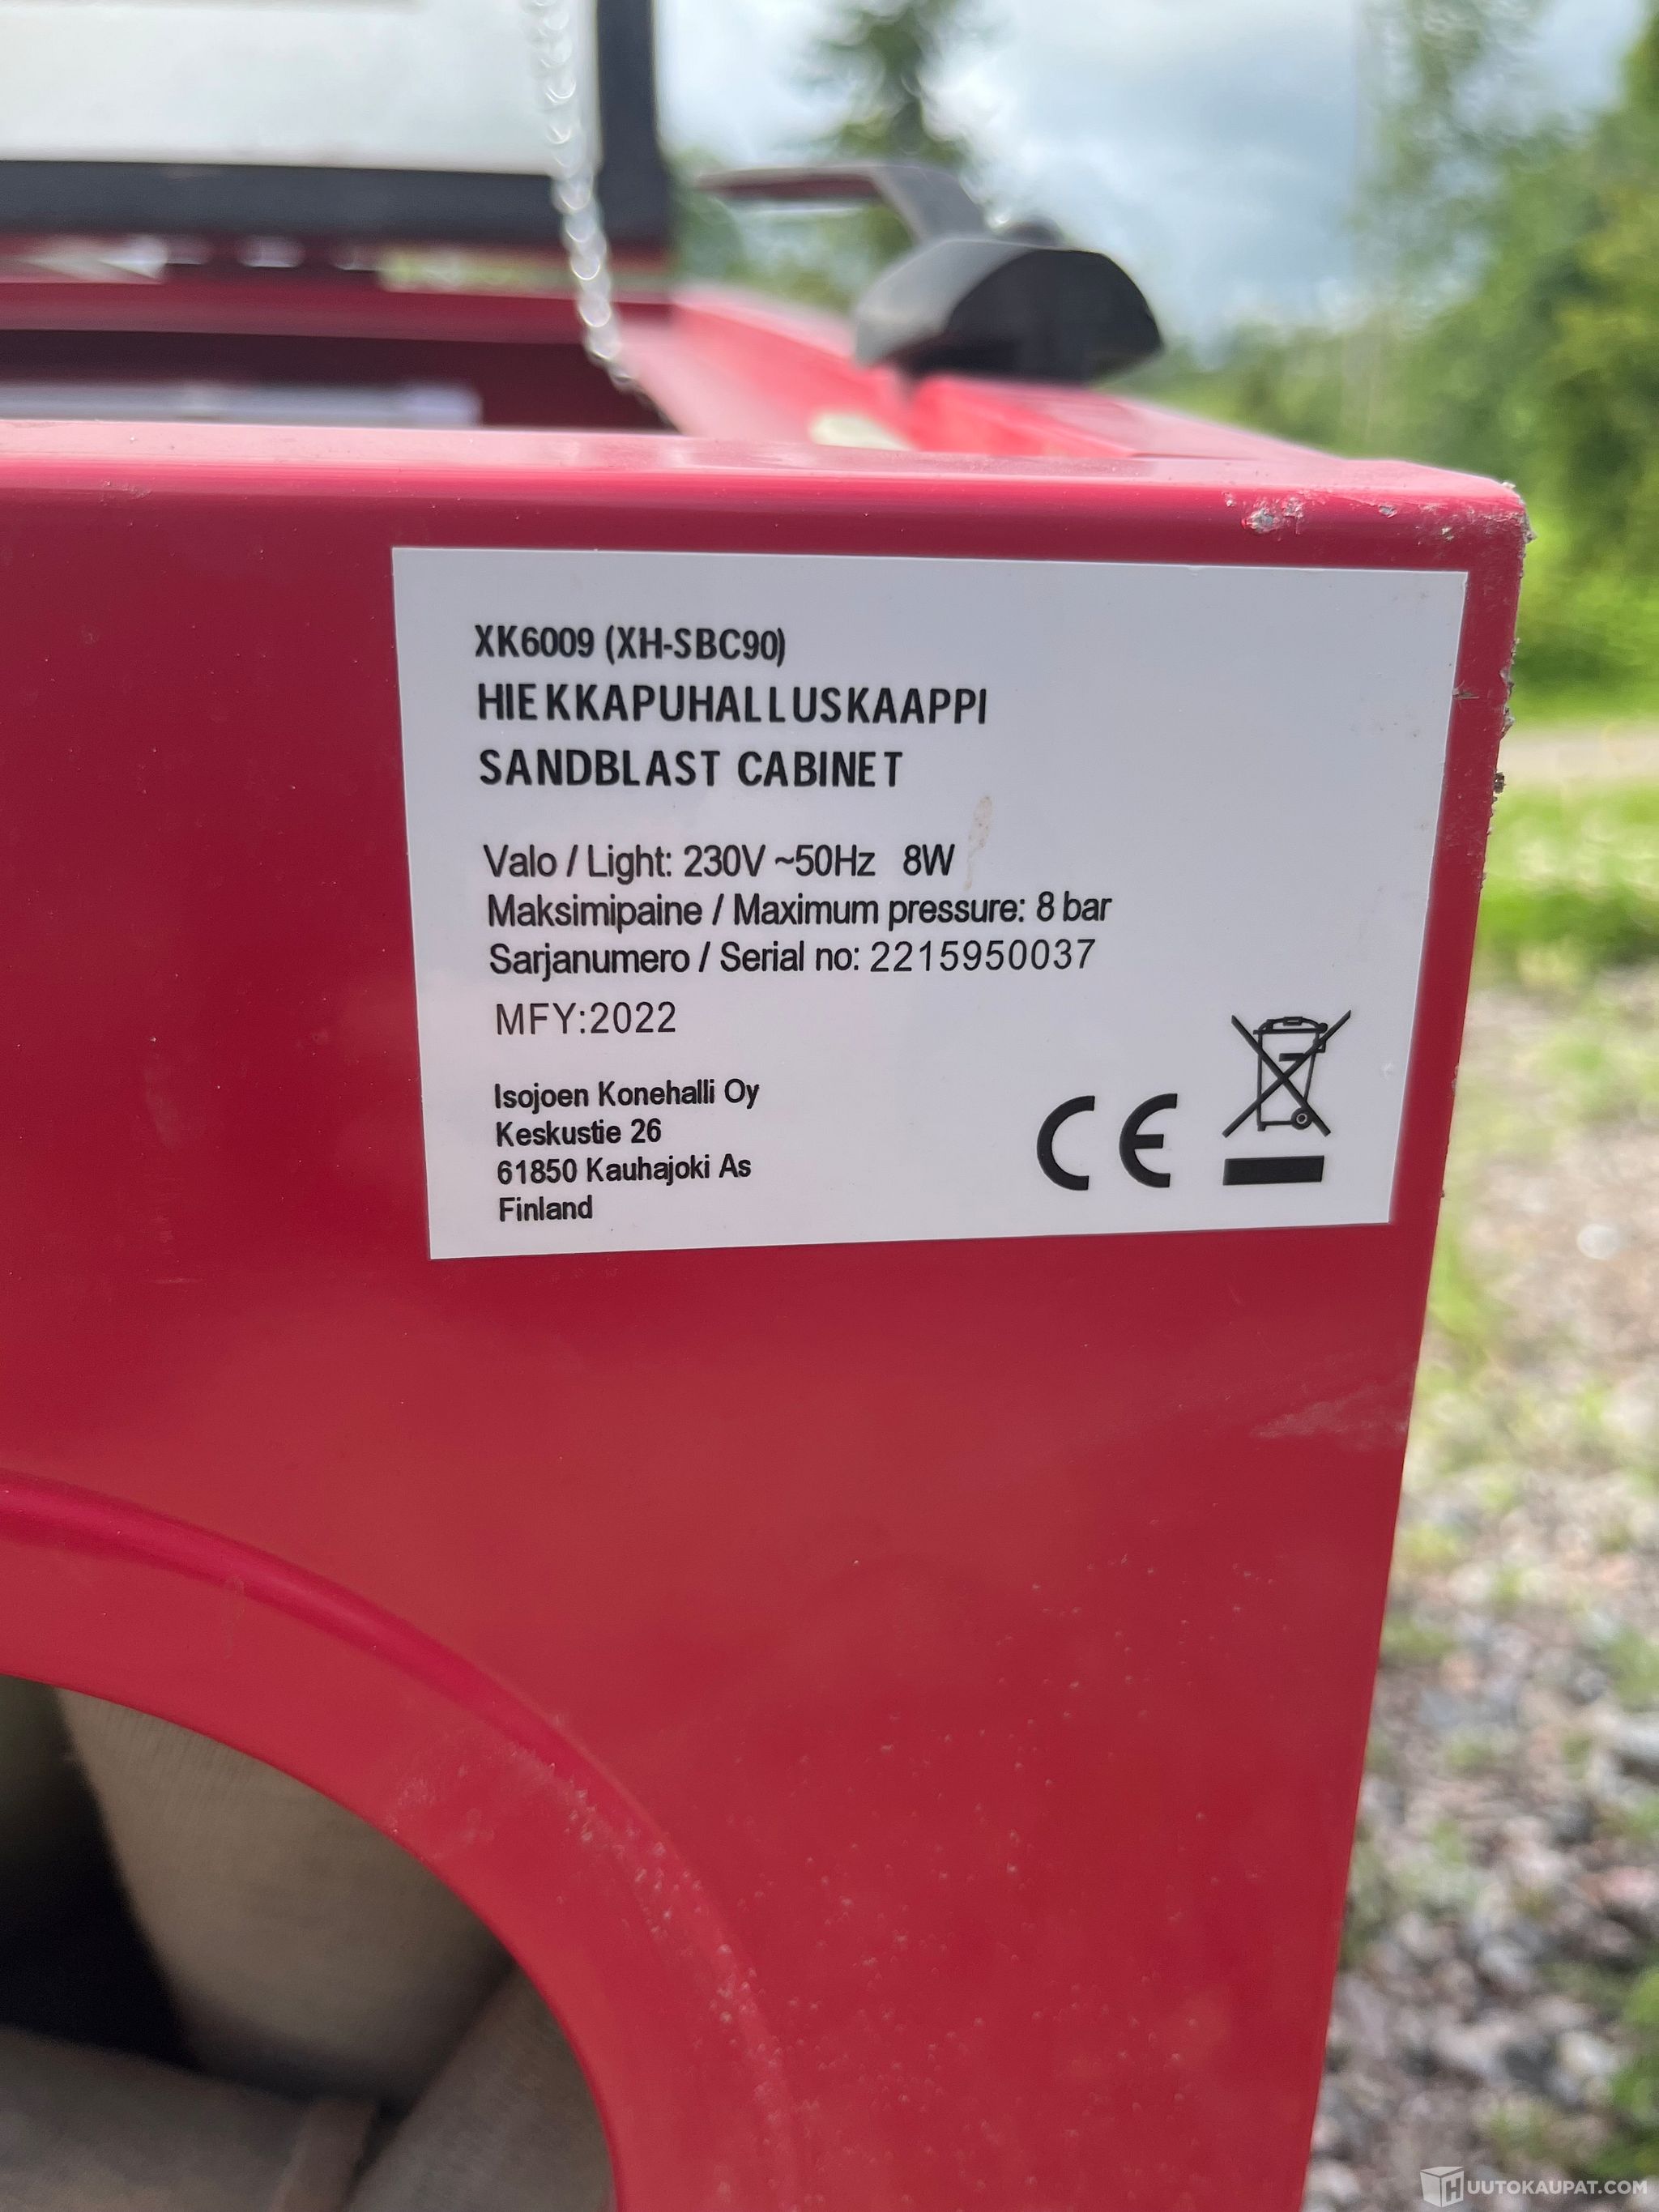 XK6009 (XH-SBC90)
HIEKKAPUHALLUSKAAPPI
SANDBLAST CABINET
Valo / Light: 230V ~50Hz 8W
Maksimipaine / Maximum pressure: 8 bar
Sarjanumero / Serial no: 2215950037
MFY:2022
Isojoen Konehalli Oy
Keskustie 26
61850 Kauhajoki As
Finland
CE
HUUTOKAUPAT.COM